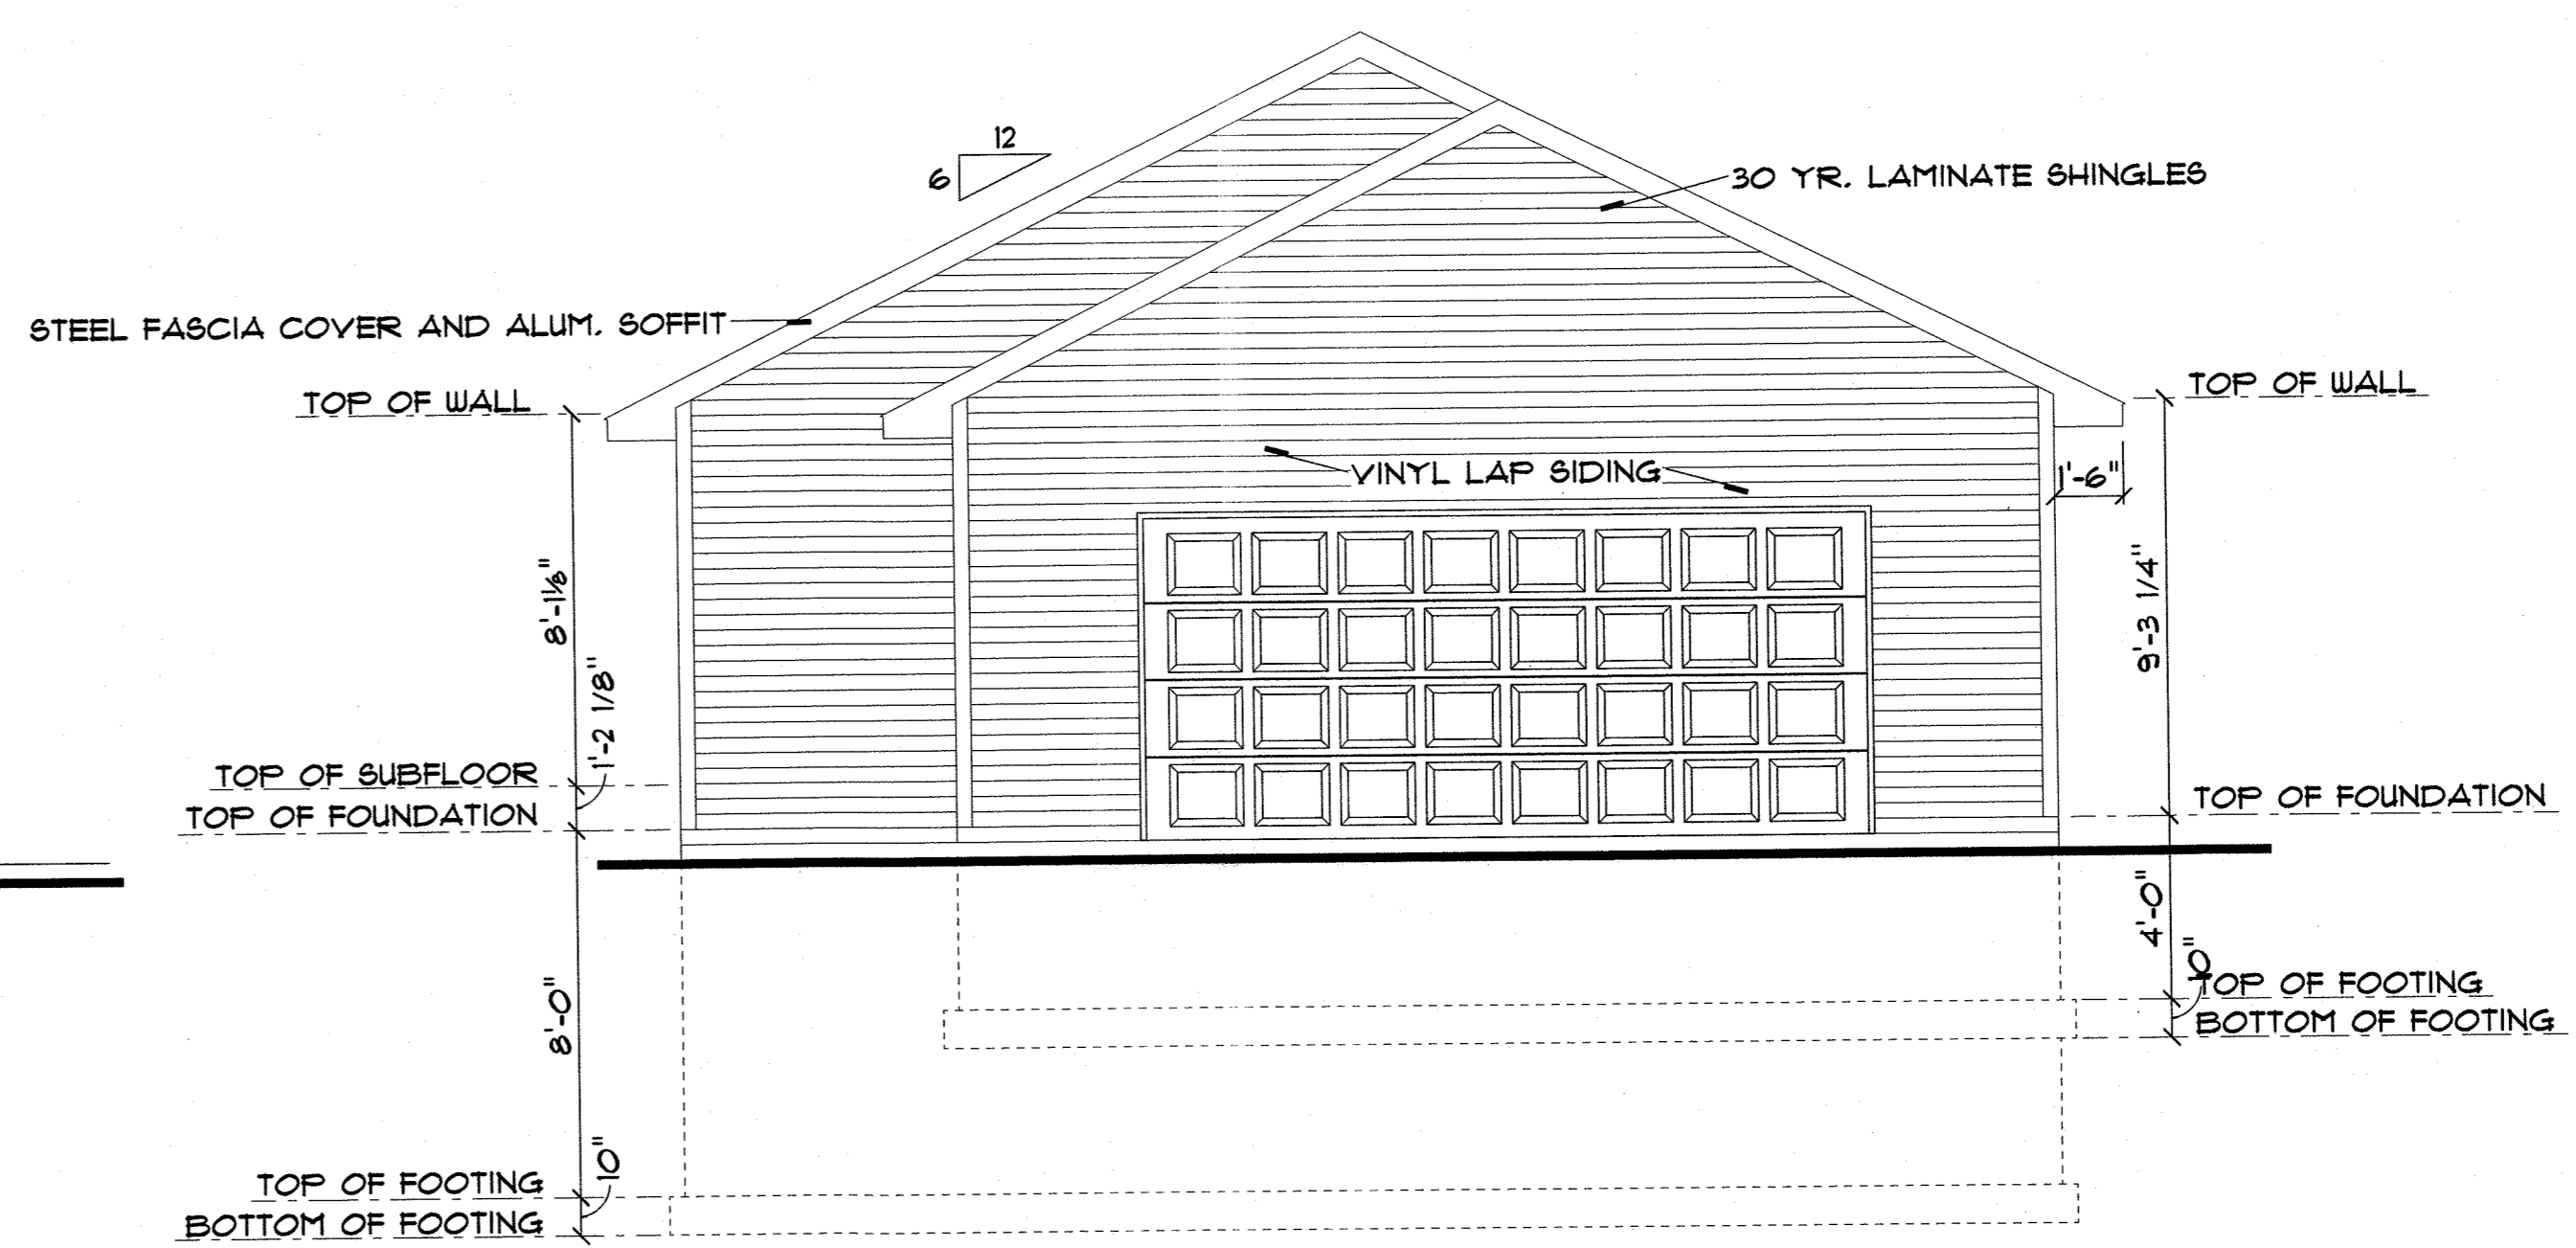 12
6
30 YR. LAMINATE SHINGLES
STEEL FASCIA COVER AND ALUM. SOFFIT
TOP OF WALL
TOP OF WALL
VINYL LAP SIDING
1'-6"
8'-1⅛"
9'-3 1/4"
1'-2 1/8"
TOP OF SUBFLOOR
TOP OF FOUNDATION
TOP OF FOUNDATION
4'-0"
8'-0"
TOP OF FOOTING
BOTTOM OF FOOTING
10"
TOP OF FOOTING
BOTTOM OF FOOTING